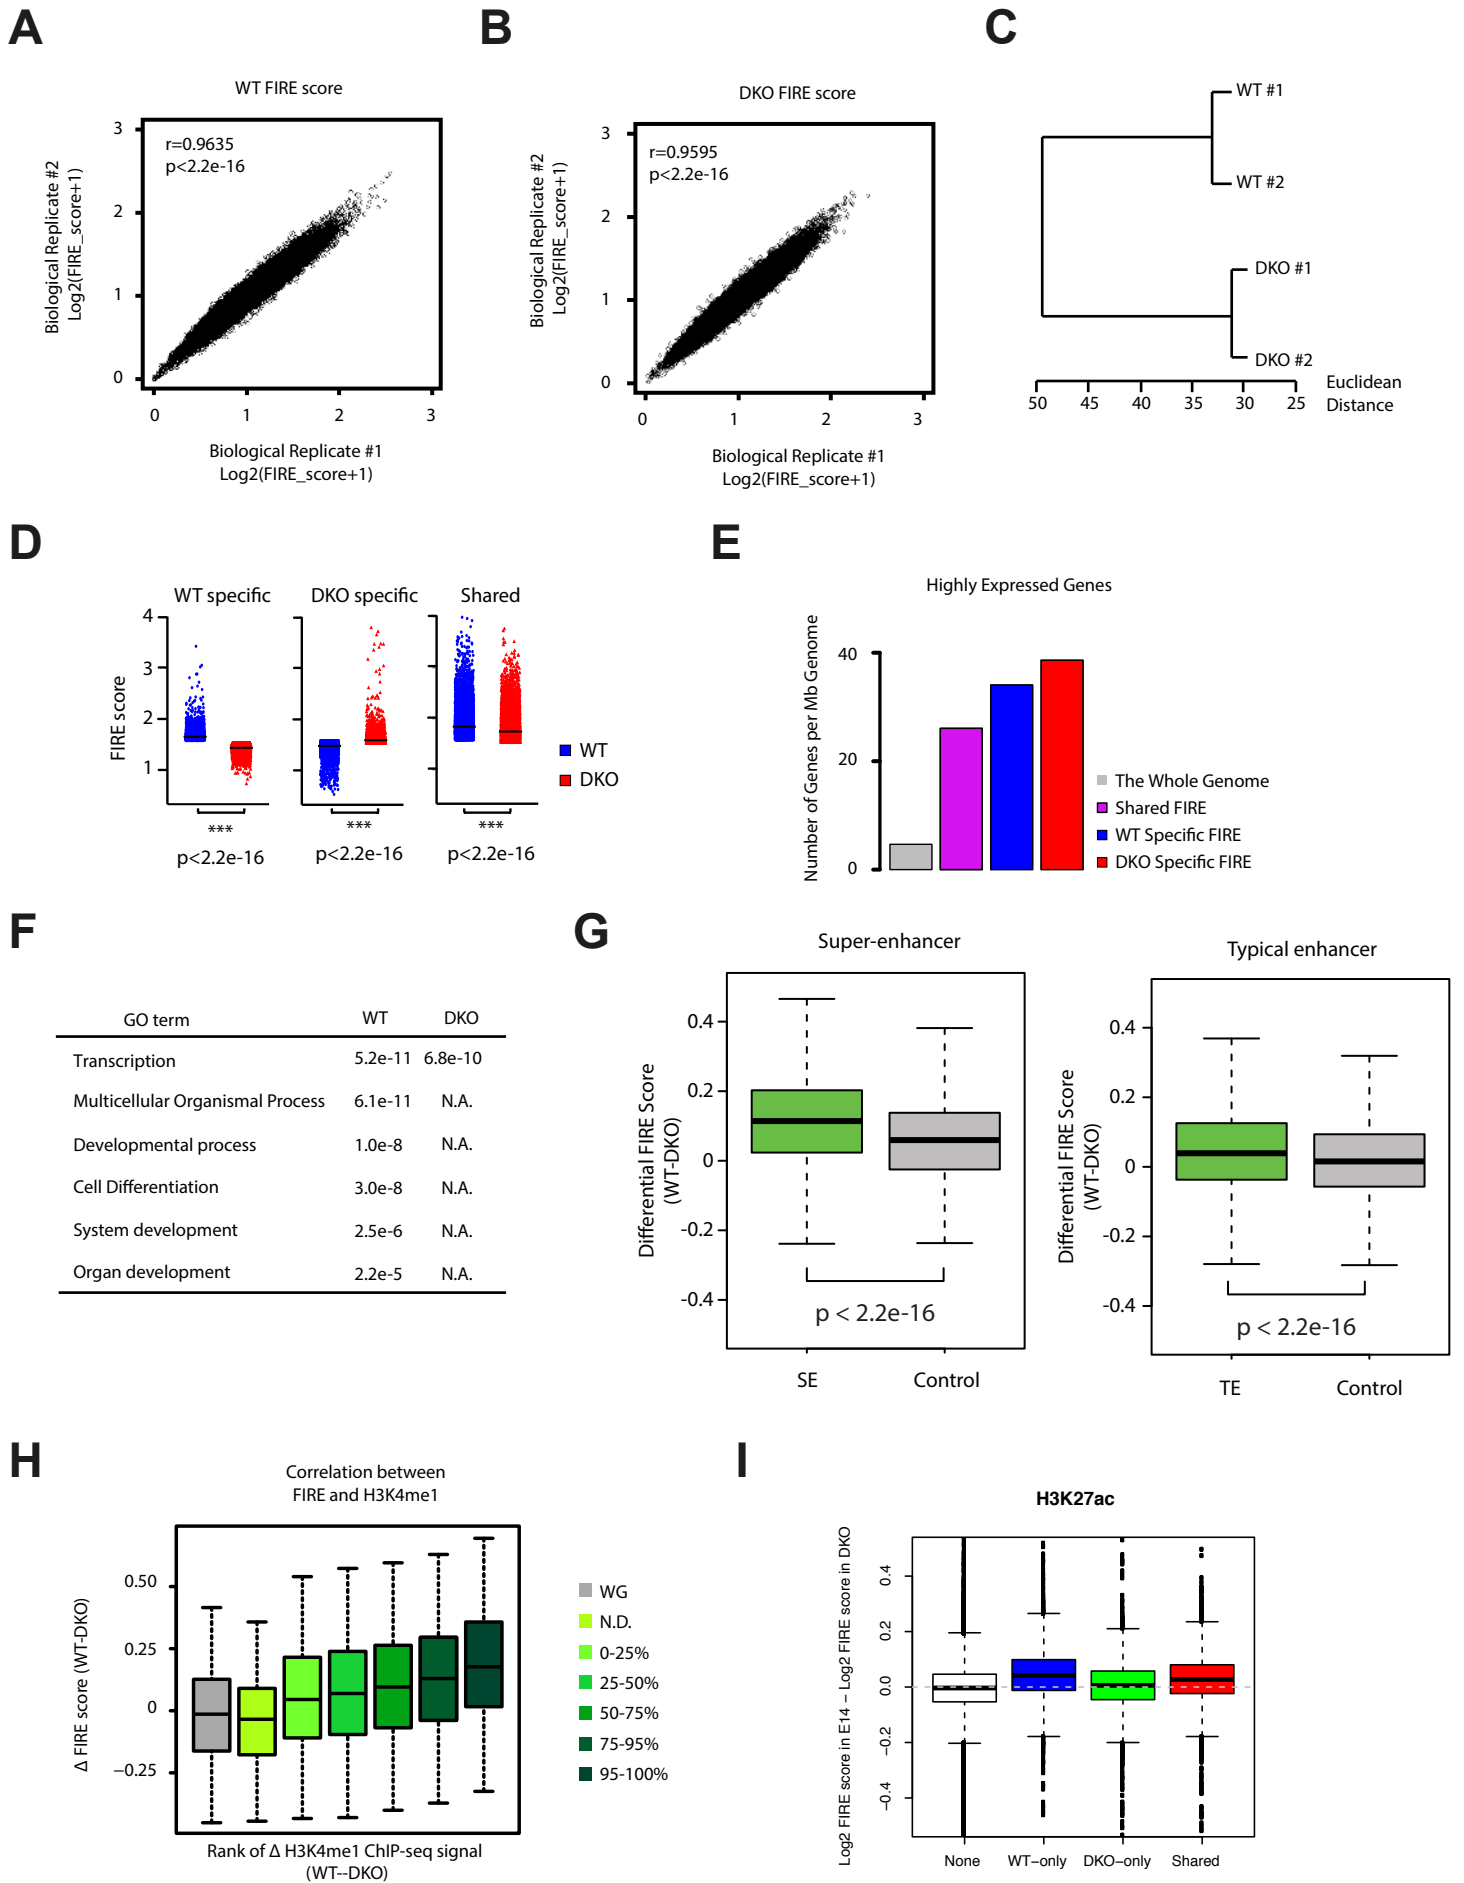 A
WT FIRE score
r=0.9635
p<2.2e-16
3
2
1
0
0
1
2
3
Biological Replicate #2
Log2(FIRE_score+1)
Biological Replicate #1
Log2(FIRE_score+1)
B
DKO FIRE score
r=0.9595
p<2.2e-16
3
2
1
0
0
1
2
3
Biological Replicate #2
Log2(FIRE_score+1)
Biological Replicate #1
Log2(FIRE_score+1)
C
WT #1
WT #2
DKO #1
DKO #2
50
45
40
35
30
25
Euclidean
Distance
D
WT specific
DKO specific
Shared
FIRE score
4
3
2
1
***
p<2.2e-16
***
p<2.2e-16
***
p<2.2e-16
WT
DKO
E
Highly Expressed Genes
Number of Genes per Mb Genome
40
20
0
The Whole Genome
Shared FIRE
WT Specific FIRE
DKO Specific FIRE
F
GO term WT DKO
Transcription 5.2e-11 6.8e-10
Multicellular Organismal Process 6.1e-11 N.A.
Developmental process 1.0e-8 N.A.
Cell Differentiation 3.0e-8 N.A.
System development 2.5e-6 N.A.
Organ development 2.2e-5 N.A.
G
Super-enhancer
Differential FIRE Score
(WT-DKO)
0.4
0.2
0
-0.2
-0.4
p < 2.2e-16
SE
Control
Typical enhancer
Differential FIRE Score
(WT-DKO)
0.4
0.2
0
-0.2
-0.4
p < 2.2e-16
TE
Control
H
Correlation between
FIRE and H3K4me1
Δ FIRE score (WT-DKO)
0.50
0.25
0
−0.25
Rank of Δ H3K4me1 ChIP-seq signal
(WT--DKO)
WG
N.D.
0-25%
25-50%
50-75%
75-95%
95-100%
I
H3K27ac
Log2 FIRE score in E14 − Log2 FIRE score in DKO
0.4
0.2
0.0
−0.2
−0.4
None
WT−only
DKO−only
Shared